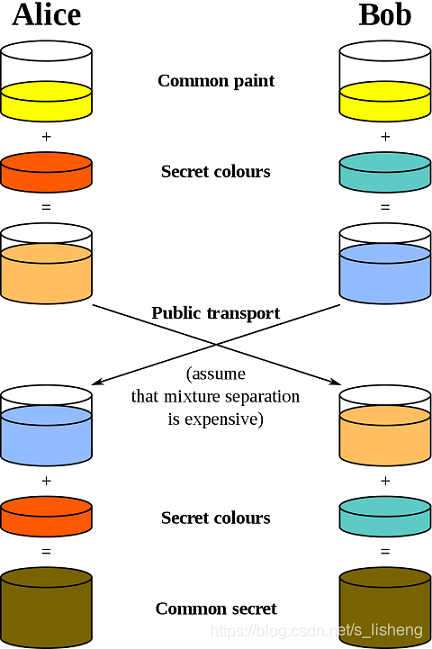 Alice
Bob
Common paint
+
+
Secret colours
=
=
Public transport
(assume
that mixture separation
is expensive)
+
+
Secret colours
=
=
Common secret
https://blog.csdn.net/s_lisheng